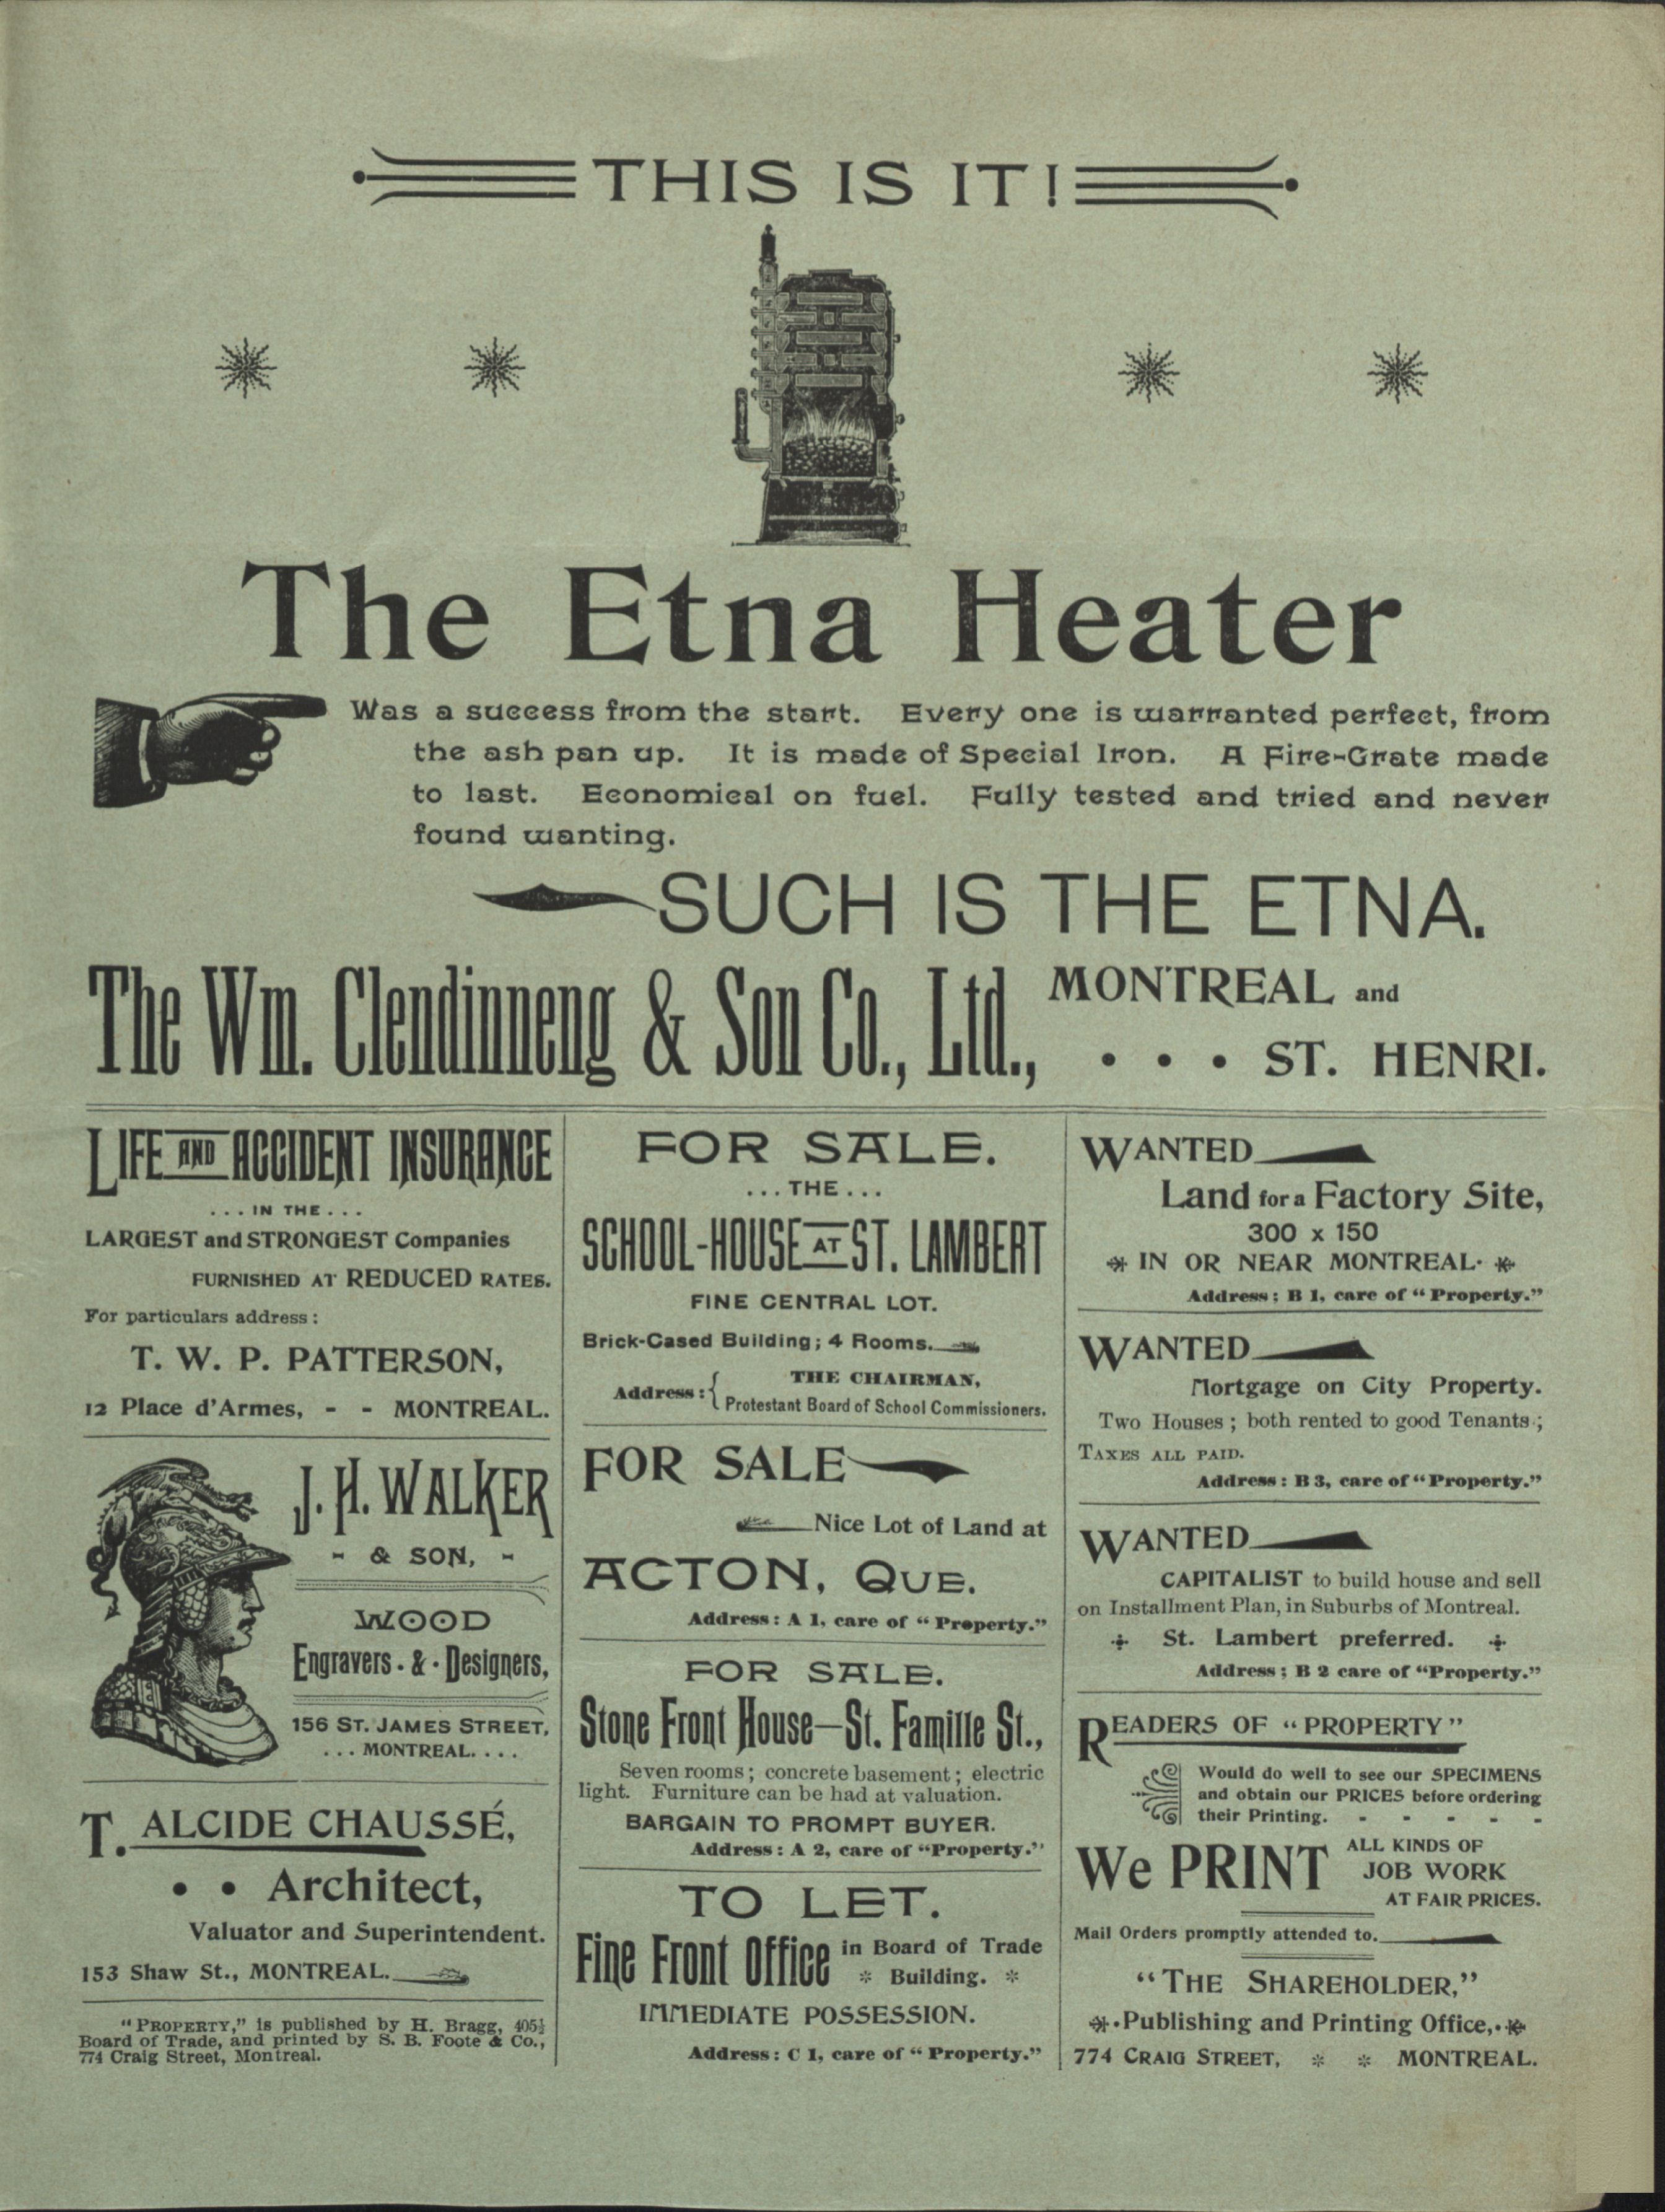 THIS IS IT!
The Etna Heater
Was a success from the start. Every one is warranted perfect, from
the ash pan up. It is made of Special Iron. A Fire-Grate made
to last. Economical on fuel. Fully tested and tried and never
found wanting.
SUCH IS THE ETNA.
The Wm. Clendinneng & Son Co., Ltd., MONTREAL and
. . . ST. HENRI.
LIFE AND ACCIDENT INSURANCE
... IN THE ...
LARGEST and STRONGEST Companies
FURNISHED AT REDUCED RATES.
For particulars address:
T. W. P. PATTERSON,
12 Place d'Armes, - - MONTREAL.
J. H. WALKER
- & SON, -
WOOD
Engravers · & · Designers,
156 ST. JAMES STREET,
... MONTREAL. ...
T. ALCIDE CHAUSSÉ,
• • Architect,
Valuator and Superintendent.
153 Shaw St., MONTREAL.
"PROPERTY," is published by H. Bragg, 405½
Board of Trade, and printed by S. B. Foote & Co.,
774 Craig Street, Montreal.
FOR SALE.
... THE ...
SCHOOL-HOUSE AT ST. LAMBERT
FINE CENTRAL LOT.
Brick-Cased Building; 4 Rooms.
Address: { THE CHAIRMAN,
Protestant Board of School Commissioners.
FOR SALE
Nice Lot of Land at
ACTON, QUE.
Address: A 1, care of "Property."
FOR SALE.
Stone Front House—St. Famille St.,
Seven rooms; concrete basement; electric
light. Furniture can be had at valuation.
BARGAIN TO PROMPT BUYER.
Address: A 2, care of "Property."
TO LET.
Fine Front Office in Board of Trade
* Building. *
IMMEDIATE POSSESSION.
Address: C 1, care of "Property."
WANTED
Land for a Factory Site,
300 x 150
IN OR NEAR MONTREAL·
Address; B 1, care of "Property."
WANTED
Mortgage on City Property.
Two Houses; both rented to good Tenants;
TAXES ALL PAID.
Address: B 3, care of "Property."
WANTED
CAPITALIST to build house and sell
on Installment Plan, in Suburbs of Montreal.
St. Lambert preferred.
Address; B 2 care of "Property."
READERS OF "PROPERTY"
Would do well to see our SPECIMENS
and obtain our PRICES before ordering
their Printing. - - - - -
We PRINT ALL KINDS OF
JOB WORK
AT FAIR PRICES.
Mail Orders promptly attended to.
"THE SHAREHOLDER,"
Publishing and Printing Office,
774 CRAIG STREET, * * MONTREAL.